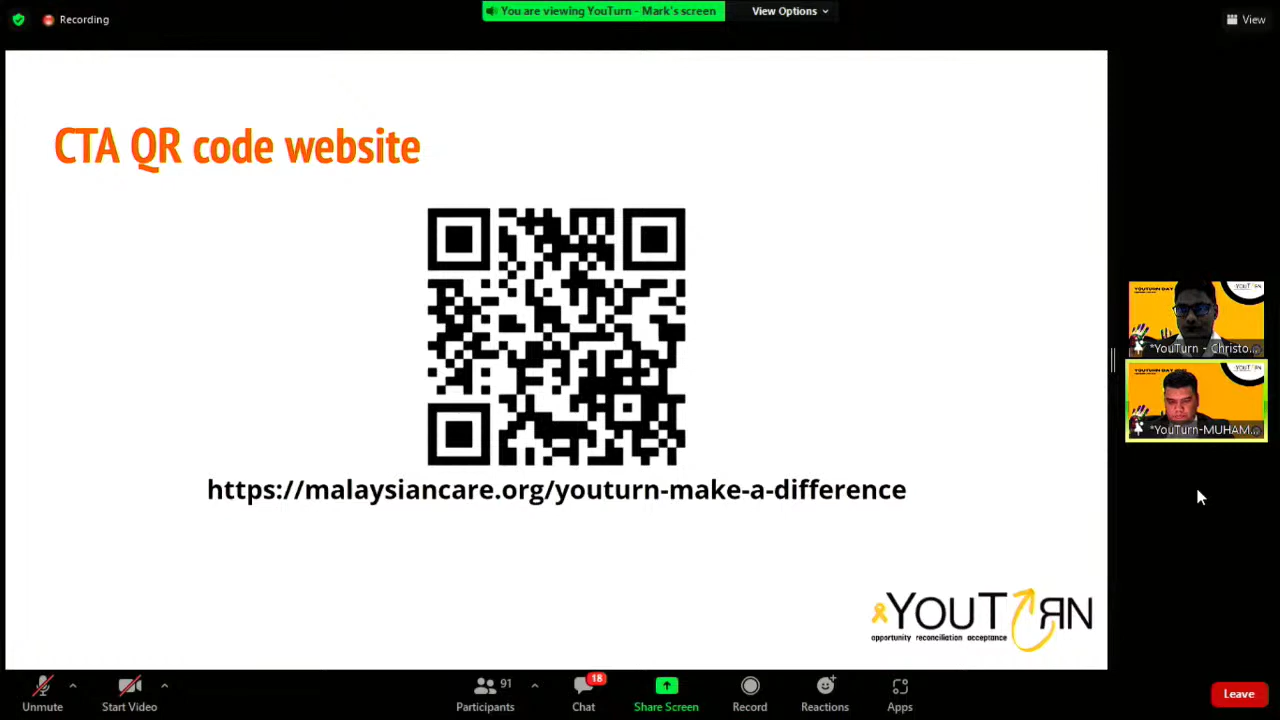 Recording
You are viewing YouTurn - Mark's screen
View Options
View
CTA QR code website
https://malaysiancare.org/youturn-make-a-difference
YOUTURN
opportunity reconciliation acceptance
YOUTURN DAY
*YouTurn - Christo...
*YouTurn-MUHAM...
Unmute
Start Video
91
Participants
18
Chat
Share Screen
Record
Reactions
Apps
Leave